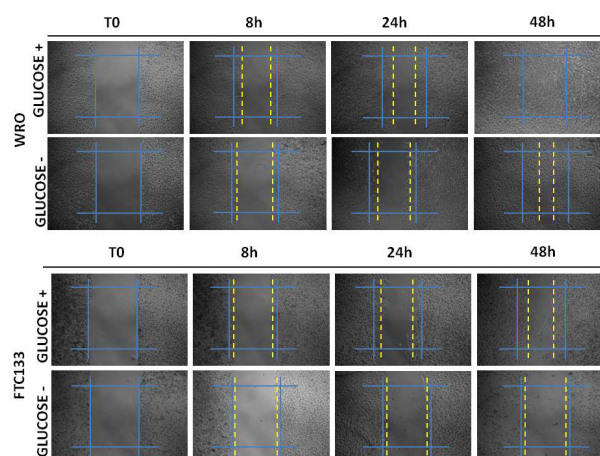 T0 8h 24h 48h
WRO
GLUCOSE +
GLUCOSE -
T0 8h 24h 48h
FTC133
GLUCOSE +
GLUCOSE -